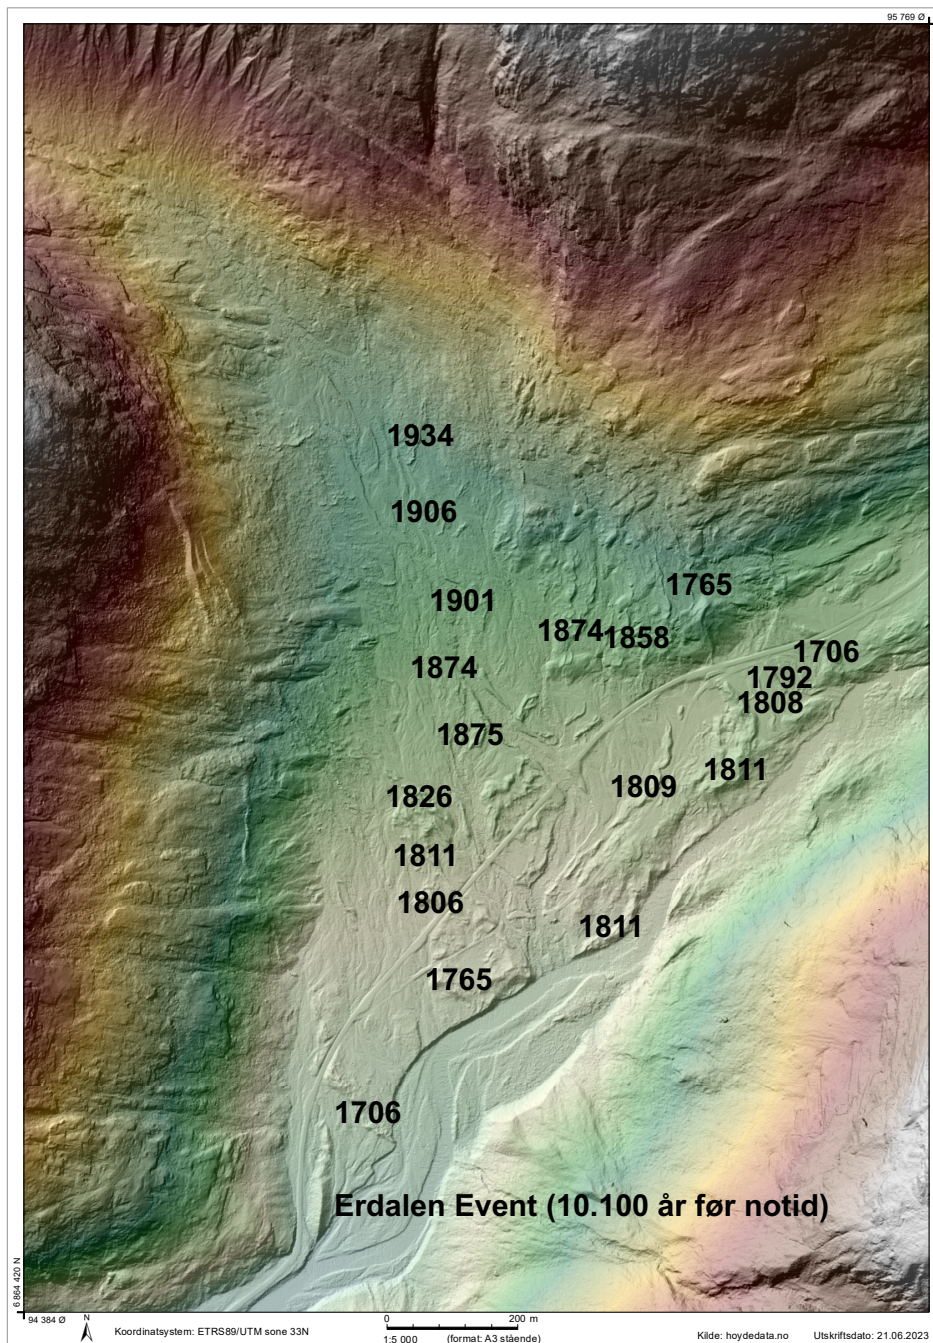 95 769 Ø
1934
1906
1765
1901
1874
1858
1706
1874
1792
1808
1875
1811
1809
1826
1811
1806
1811
1765
1706
Erdalen Event (10.100 år før notid)
6 864 420 N
94 384 Ø
N
Koordinatsystem: ETRS89/UTM sone 33N
0 200 m
1:5 000 (format: A3 stående)
Kilde: hoydedata.no Utskriftsdato: 21.06.2023